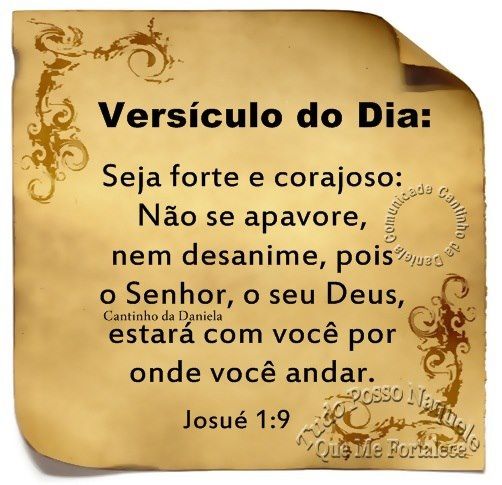 Versículo do Dia:
Seja forte e corajoso:
Não se apavore,
nem desanime, pois
o Senhor, o seu Deus,
Cantinho da Daniela
estará com você por
onde você andar.
Josué 1:9
Comunidade Cantinho da Daniela
Tudo Posso Naquele
Que Me Fortalece